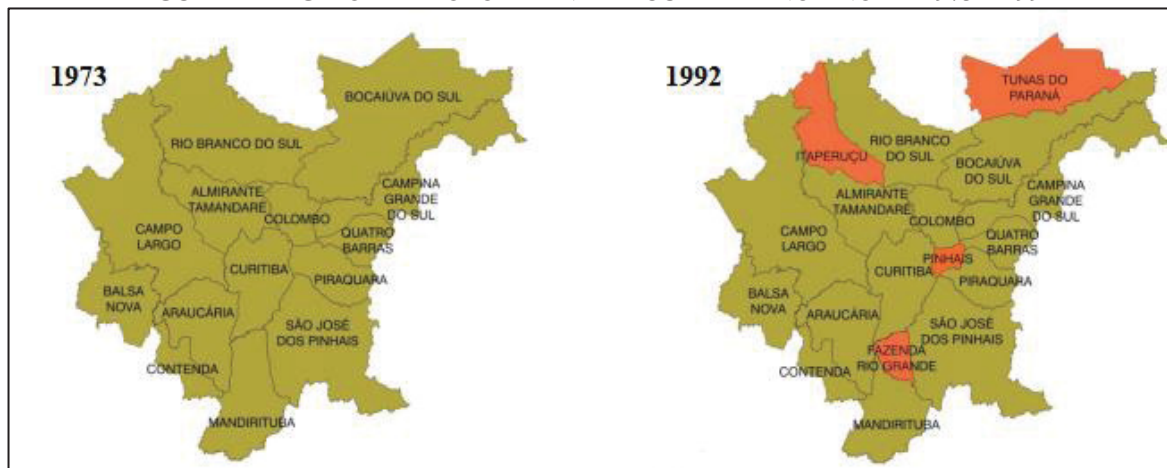 1973
BOCAIÚVA DO SUL
RIO BRANCO DO SUL
CAMPINA
GRANDE
DO SUL
ALMIRANTE
TAMANDARÉ
COLOMBO
QUATRO
BARRAS
CAMPO
LARGO
CURITIBA
PIRAQUARA
BALSA
NOVA
ARAUCÁRIA
SÃO JOSÉ
DOS PINHAIS
CONTENDA
MANDIRITUBA
1992
TUNAS DO
PARANÁ
RIO BRANCO
DO SUL
ITAPERUÇU
BOCAIÚVA
DO SUL
CAMPINA
GRANDE
DO SUL
ALMIRANTE
TAMANDARÉ
COLOMBO
QUATRO
BARRAS
CAMPO
LARGO
PINHAIS
CURITIBA
PIRAQUARA
BALSA
NOVA
ARAUCÁRIA
SÃO JOSÉ
DOS PINHAIS
FAZENDA
RIO GRANDE
CONTENDA
MANDIRITUBA